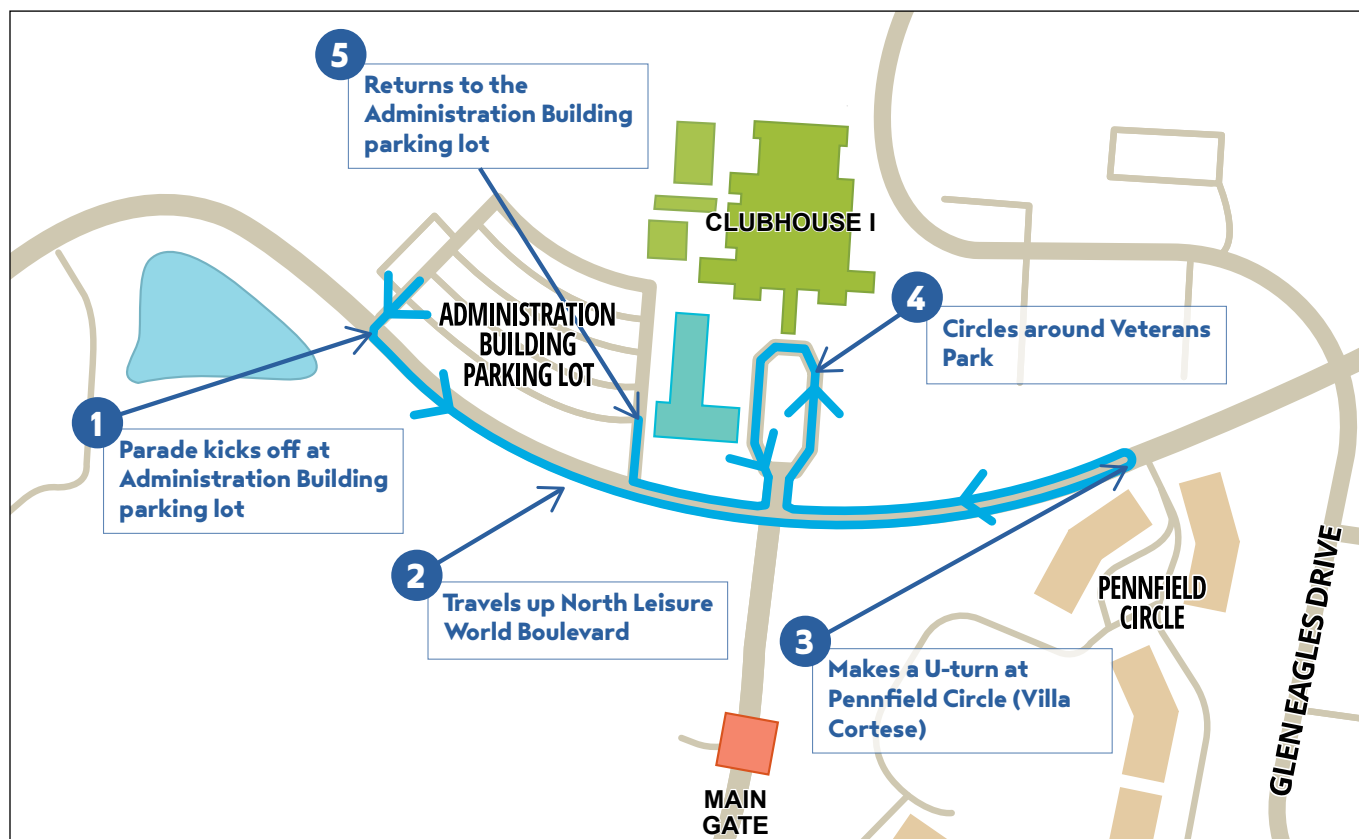 5
Returns to the
Administration Building
parking lot
CLUBHOUSE I
4
Circles around Veterans
Park
ADMINISTRATION
BUILDING
PARKING LOT
1
Parade kicks off at
Administration Building
parking lot
2
Travels up North Leisure
World Boulevard
3
Makes a U-turn at
Pennfield Circle (Villa
Cortese)
PENNFIELD
CIRCLE
GLEN EAGLES DRIVE
MAIN
GATE